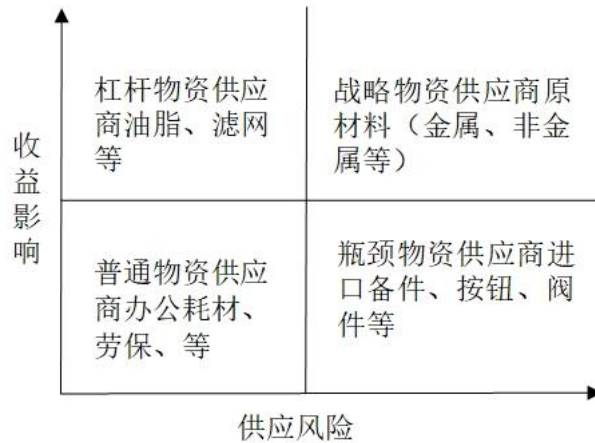 杠杆物资供应
商油脂、滤网
等
战略物资供应商原
材料（金属、非金
属等）
收益影响
普通物资供应
商办公耗材、
劳保、等
瓶颈物资供应商进
口备件、按钮、阀
件等
供应风险